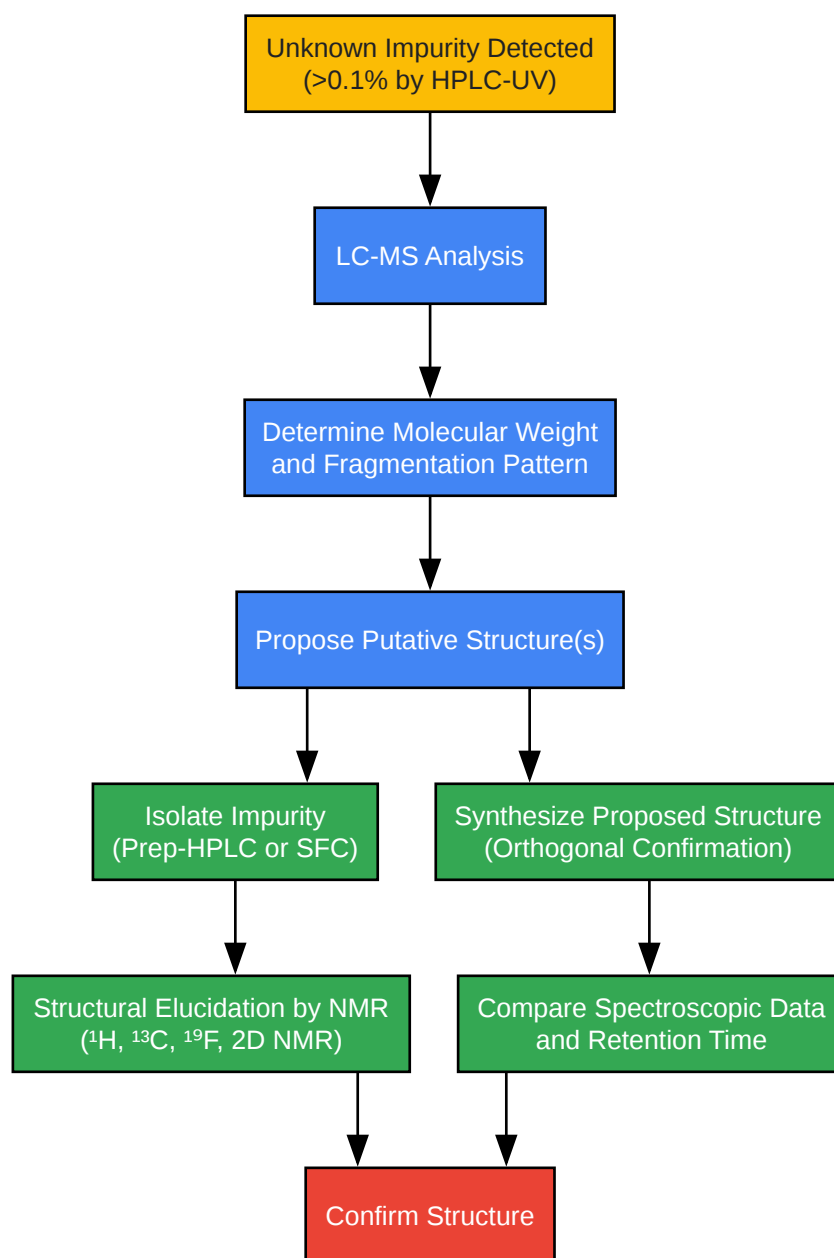 Unknown Impurity Detected
(>0.1% by HPLC-UV)
LC-MS Analysis
Determine Molecular Weight
and Fragmentation Pattern
Propose Putative Structure(s)
Isolate Impurity
(Prep-HPLC or SFC)
Synthesize Proposed Structure
(Orthogonal Confirmation)
Structural Elucidation by NMR
(¹H, ¹³C, ¹⁹F, 2D NMR)
Compare Spectroscopic Data
and Retention Time
Confirm Structure